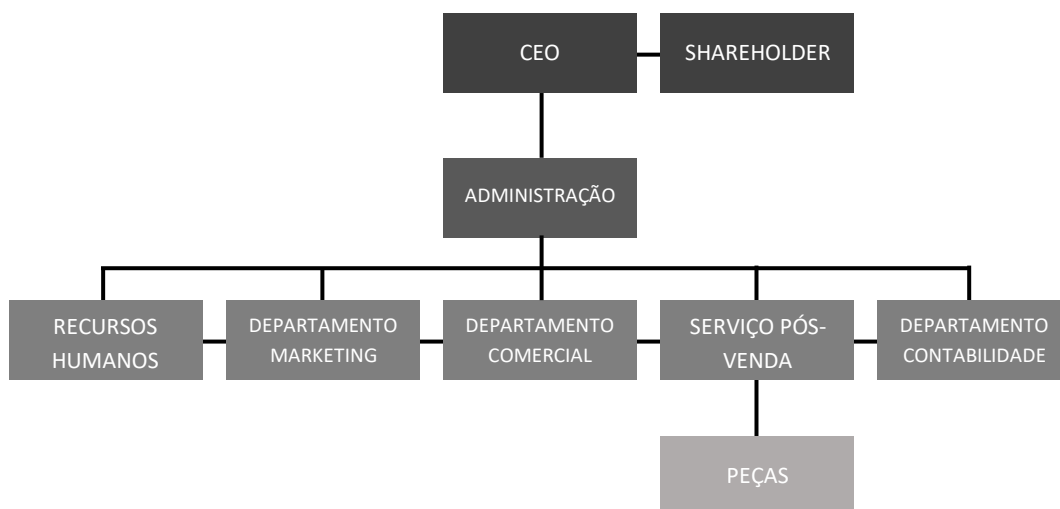 CEO
SHAREHOLDER
ADMINISTRAÇÃO
RECURSOS
HUMANOS
DEPARTAMENTO
MARKETING
DEPARTAMENTO
COMERCIAL
SERVIÇO PÓS-
VENDA
DEPARTAMENTO
CONTABILIDADE
PEÇAS